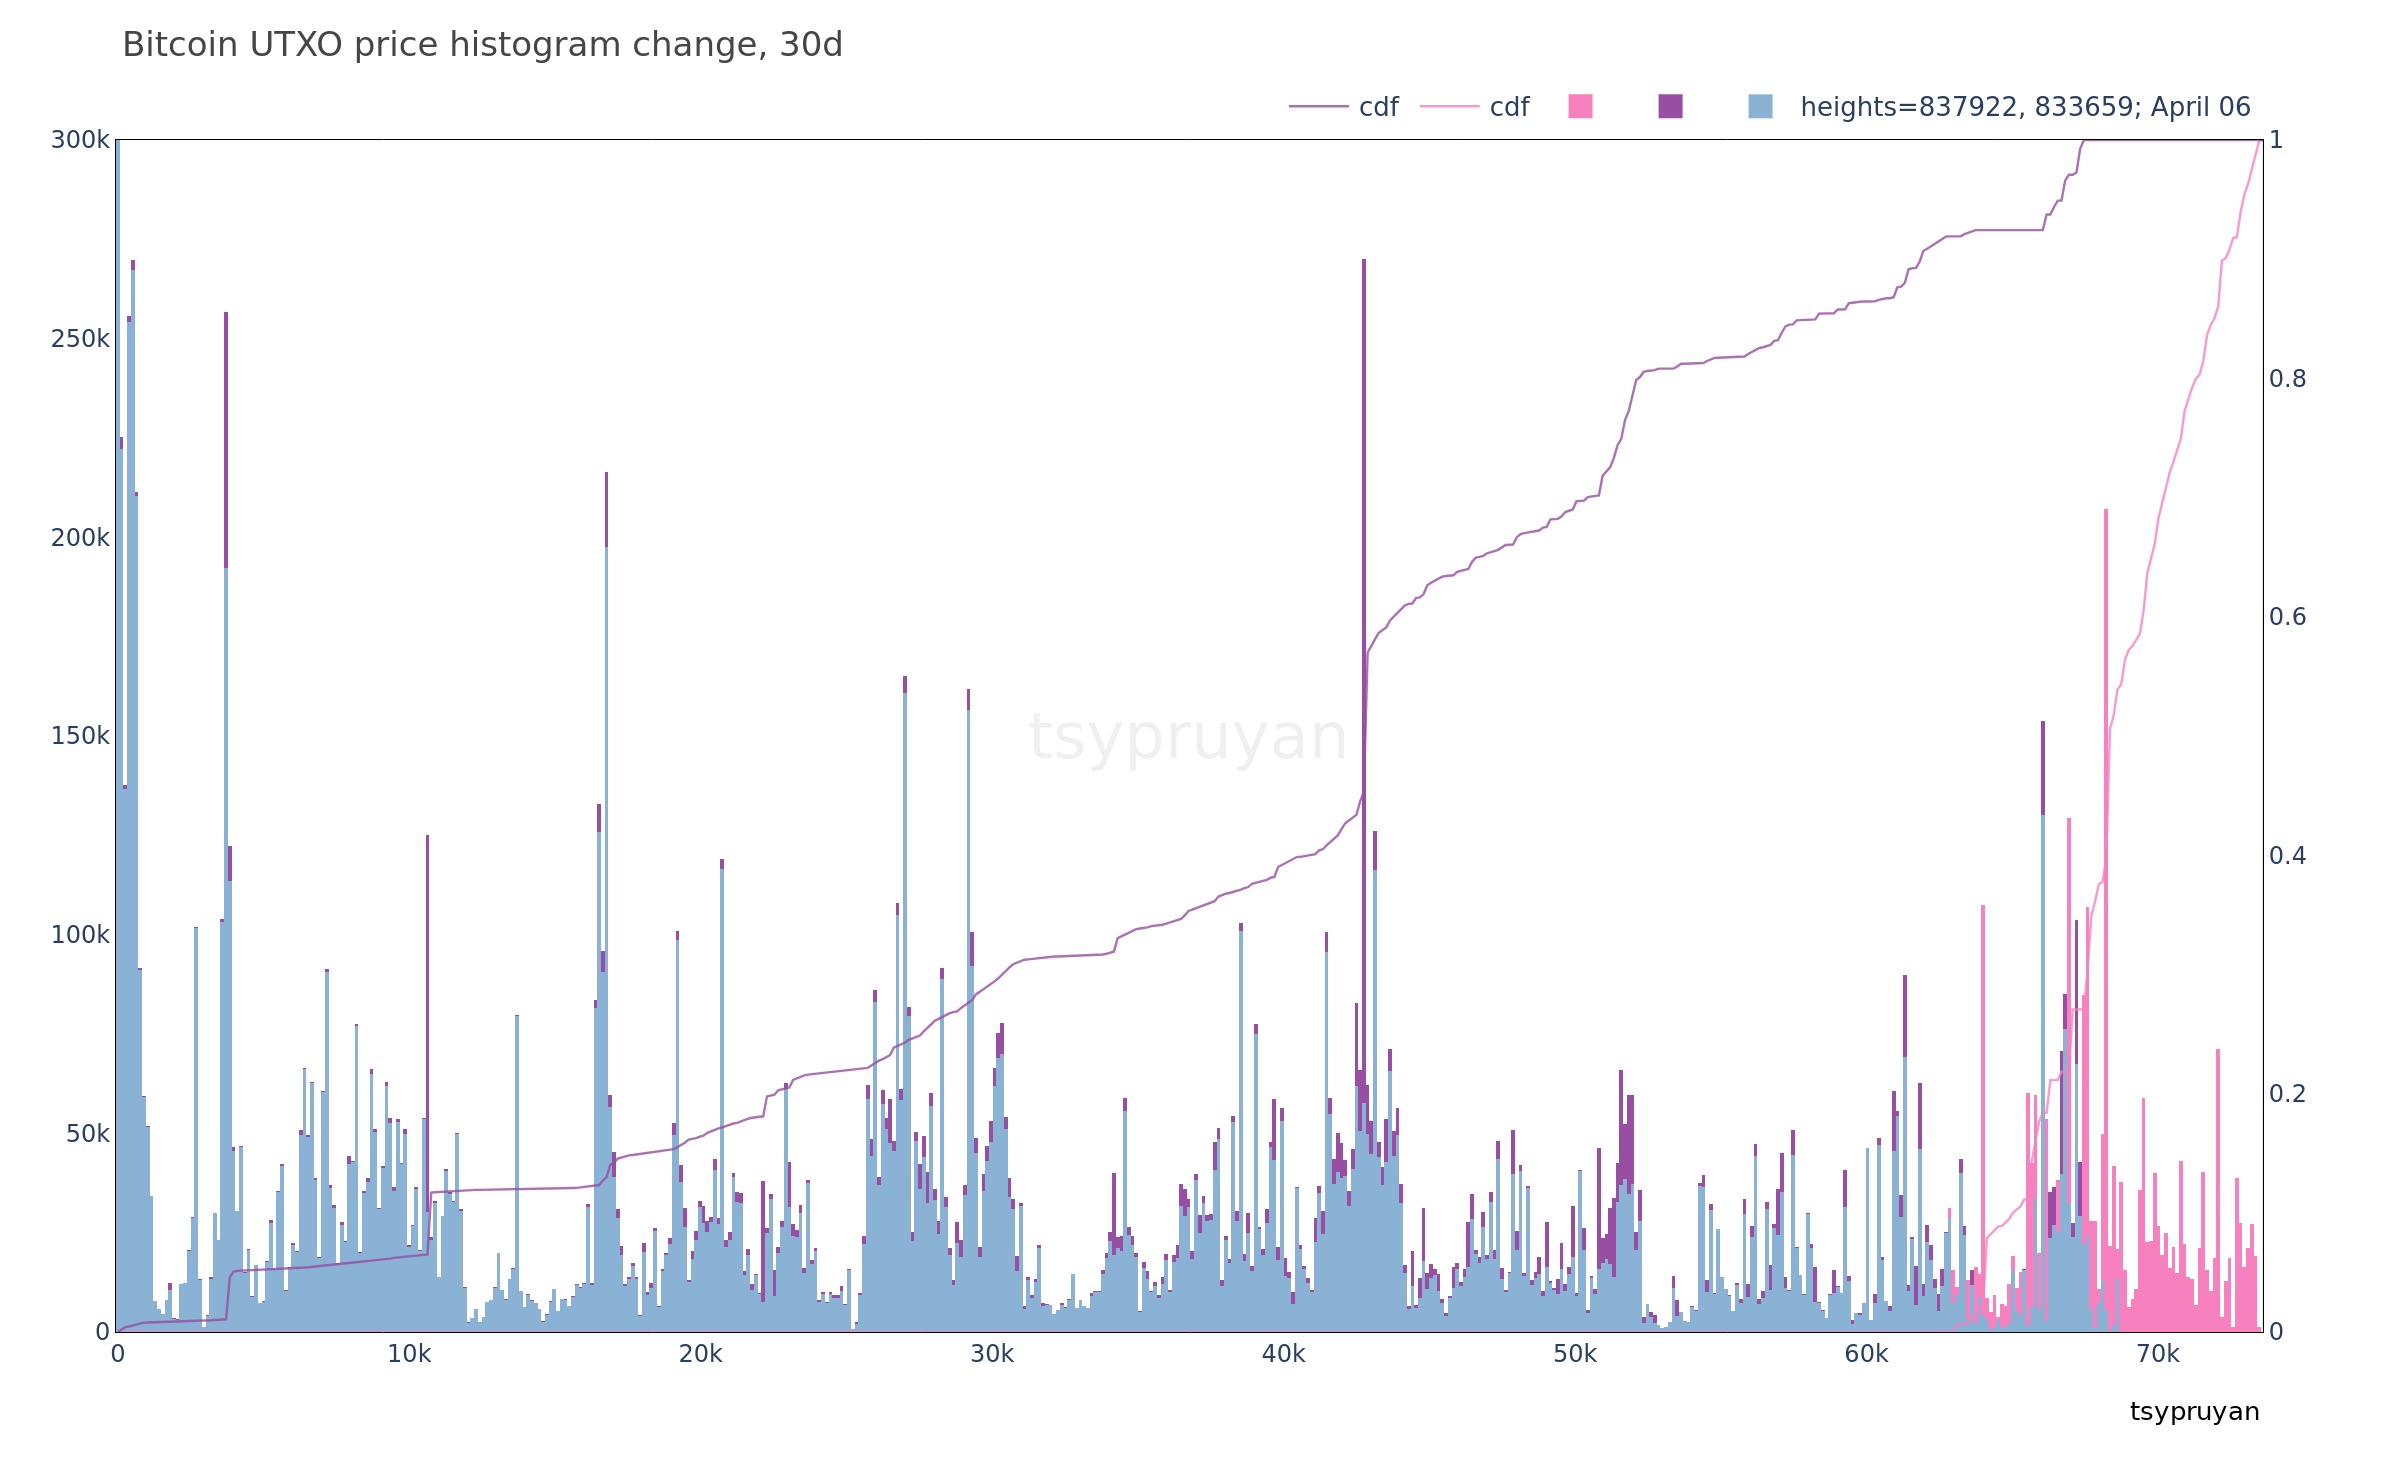 Bitcoin UTXO price histogram change, 30d
cdf cdf heights=837922, 833659; April 06
300k
250k
200k
150k
100k
50k
0
1
0.8
0.6
0.4
0.2
0
tsypruyan
0 10k 20k 30k 40k 50k 60k 70k
tsypruyan